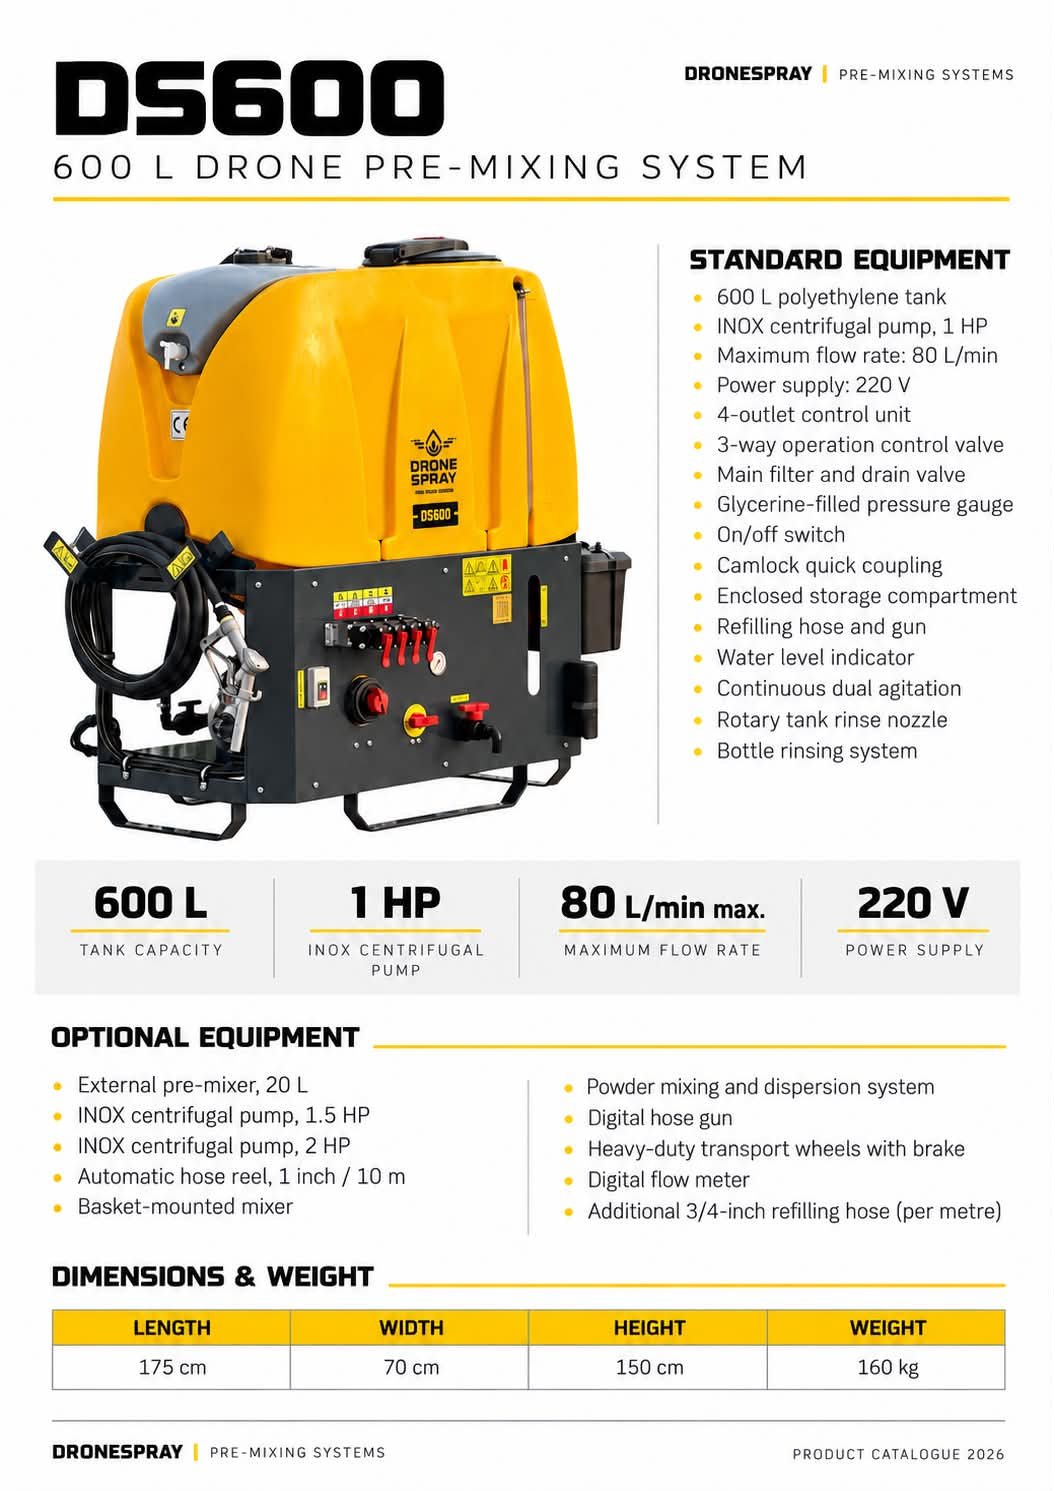 DS600
DRONESPRAY | PRE-MIXING SYSTEMS
600 L DRONE PRE-MIXING SYSTEM
CE
DRONE
SPRAY
DS600
STANDARD EQUIPMENT
• 600 L polyethylene tank
• INOX centrifugal pump, 1 HP
• Maximum flow rate: 80 L/min
• Power supply: 220 V
• 4-outlet control unit
• 3-way operation control valve
• Main filter and drain valve
• Glycerine-filled pressure gauge
• On/off switch
• Camlock quick coupling
• Enclosed storage compartment
• Refilling hose and gun
• Water level indicator
• Continuous dual agitation
• Rotary tank rinse nozzle
• Bottle rinsing system
600 L
TANK CAPACITY
1 HP
INOX CENTRIFUGAL
PUMP
80 L/min max.
MAXIMUM FLOW RATE
220 V
POWER SUPPLY
OPTIONAL EQUIPMENT
• External pre-mixer, 20 L
• INOX centrifugal pump, 1.5 HP
• INOX centrifugal pump, 2 HP
• Automatic hose reel, 1 inch / 10 m
• Basket-mounted mixer
• Powder mixing and dispersion system
• Digital hose gun
• Heavy-duty transport wheels with brake
• Digital flow meter
• Additional 3/4-inch refilling hose (per metre)
DIMENSIONS & WEIGHT
LENGTH WIDTH HEIGHT WEIGHT
175 cm 70 cm 150 cm 160 kg
DRONESPRAY | PRE-MIXING SYSTEMS
PRODUCT CATALOGUE 2026